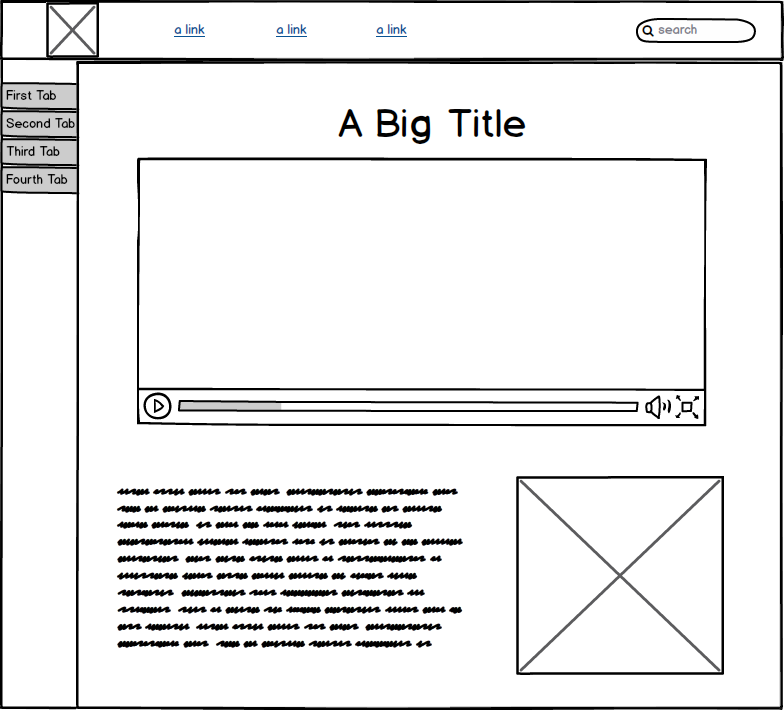 a link a link a link search
First Tab
Second Tab
Third Tab
Fourth Tab
A Big Title